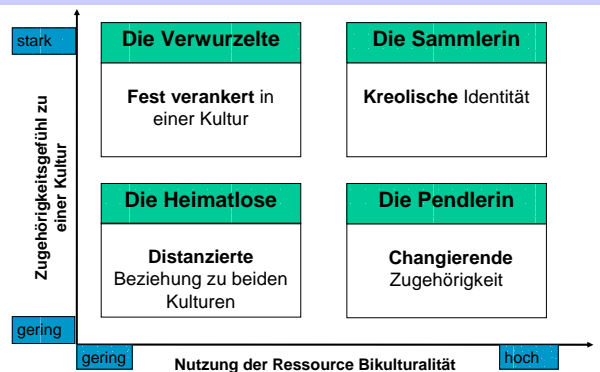 stark
Die Verwurzelte
Fest verankert in
einer Kultur
Die Sammlerin
Kreolische Identität
Zugehörigkeitsgefühl zu
einer Kultur
Die Heimatlose
Distanzierte
Beziehung zu beiden
Kulturen
Die Pendlerin
Changierende
Zugehörigkeit
gering
gering
Nutzung der Ressource Bikulturalität
hoch